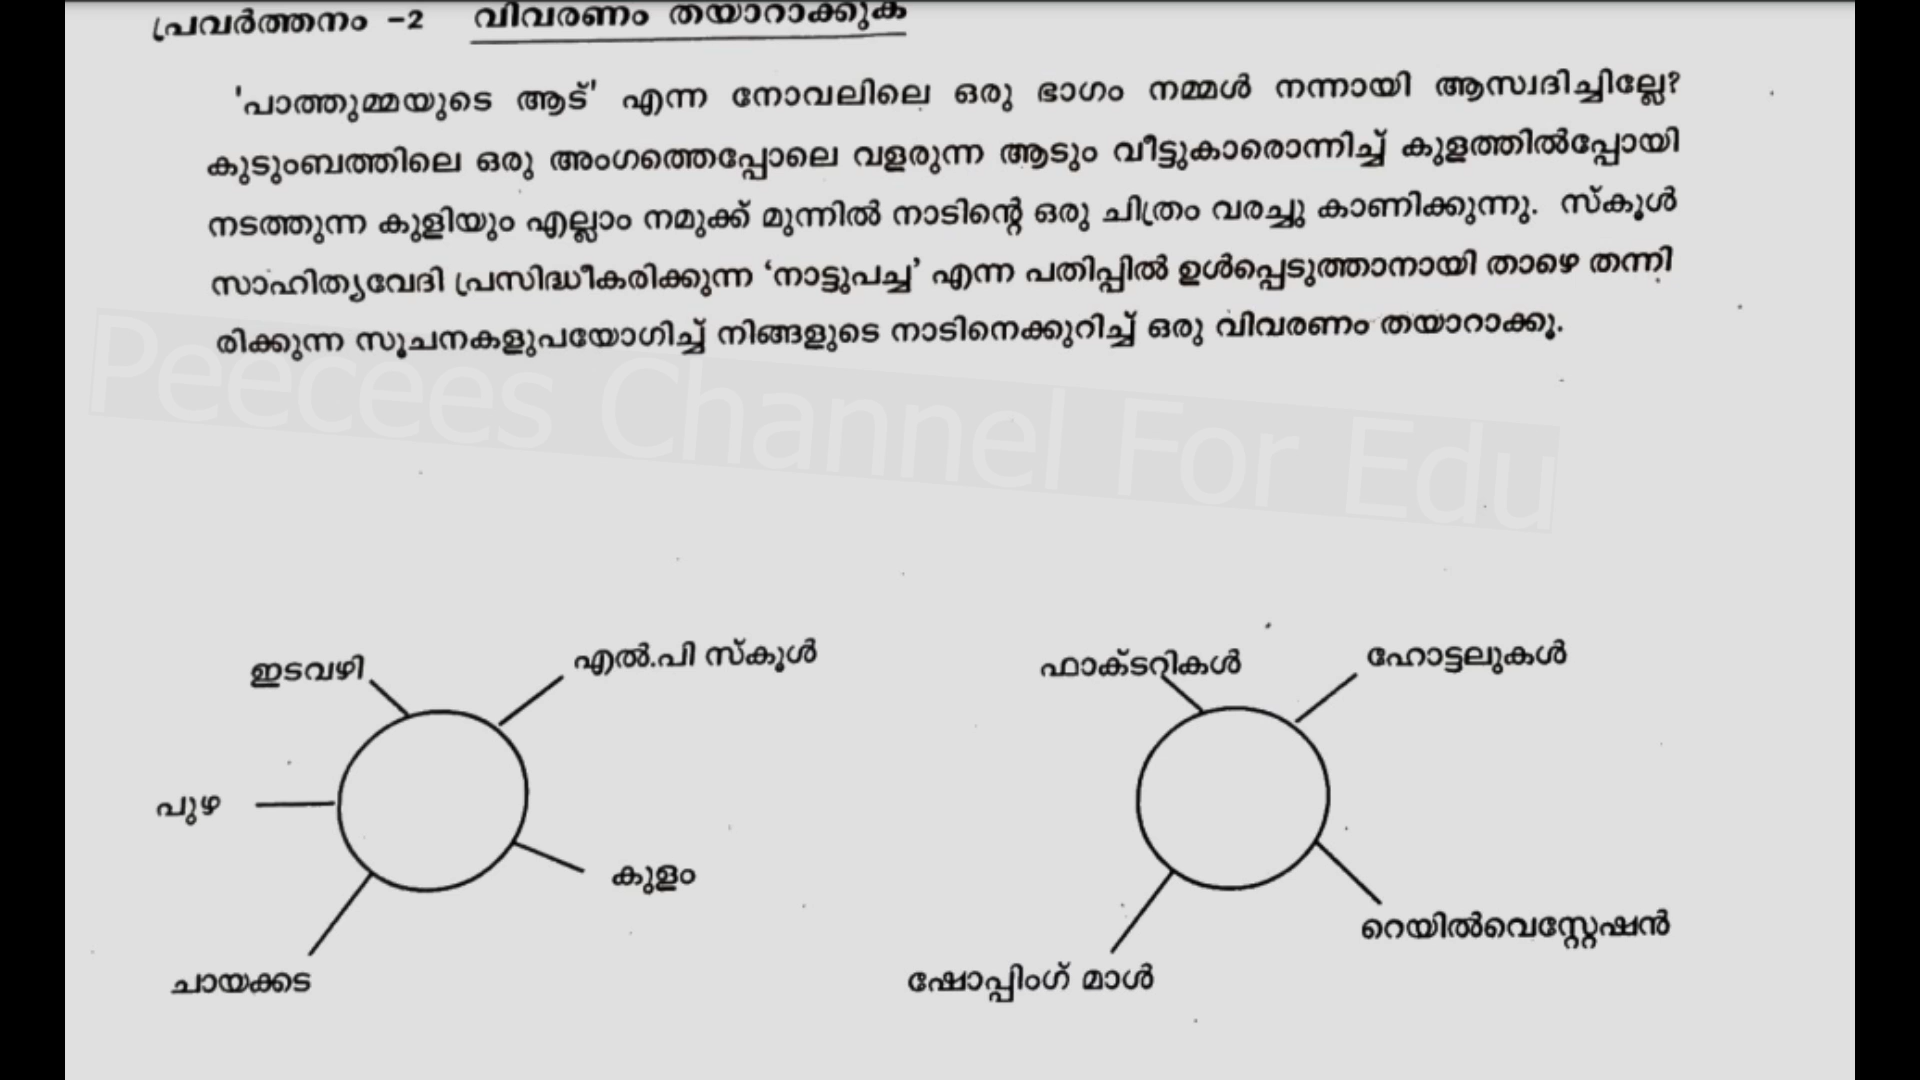 പ്രവർത്തനം -2 വിവരണം തയാറാക്കുക
'പാത്തുമ്മയുടെ ആട്' എന്ന നോവലിലെ ഒരു ഭാഗം നമ്മൾ നന്നായി ആസ്വദിച്ചില്ലേ?
കുടുംബത്തിലെ ഒരു അംഗത്തെപ്പോലെ വളരുന്ന ആടും വീട്ടുകാരൊന്നിച്ച് കുളത്തിൽപ്പോയി
നടത്തുന്ന കുളിയും എല്ലാം നമുക്ക് മുന്നിൽ നാടിന്റെ ഒരു ചിത്രം വരച്ചു കാണിക്കുന്നു. സ്കൂൾ
സാഹിത്യവേദി പ്രസിദ്ധീകരിക്കുന്ന ‘നാട്ടുപച്ച’ എന്ന പതിപ്പിൽ ഉൾപ്പെടുത്താനായി താഴെ തന്നി
രിക്കുന്ന സൂചനകളുപയോഗിച്ച് നിങ്ങളുടെ നാടിനെക്കുറിച്ച് ഒരു വിവരണം തയാറാക്കൂ.
Peecees Channel For Edu
ഇടവഴി
എൽ.പി സ്കൂൾ
പുഴ
കുളം
ചായക്കട
ഫാക്ടറികൾ
ഹോട്ടലുകൾ
റെയിൽവെസ്റ്റേഷൻ
ഷോപ്പിംഗ് മാൾ